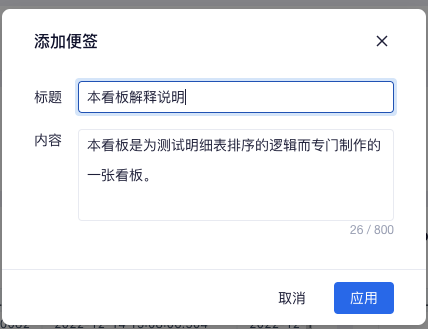 添加便签
标题
本看板解释说明
内容
本看板是为测试明细表排序的逻辑而专门制作的
一张看板。
26 / 800
取消
应用